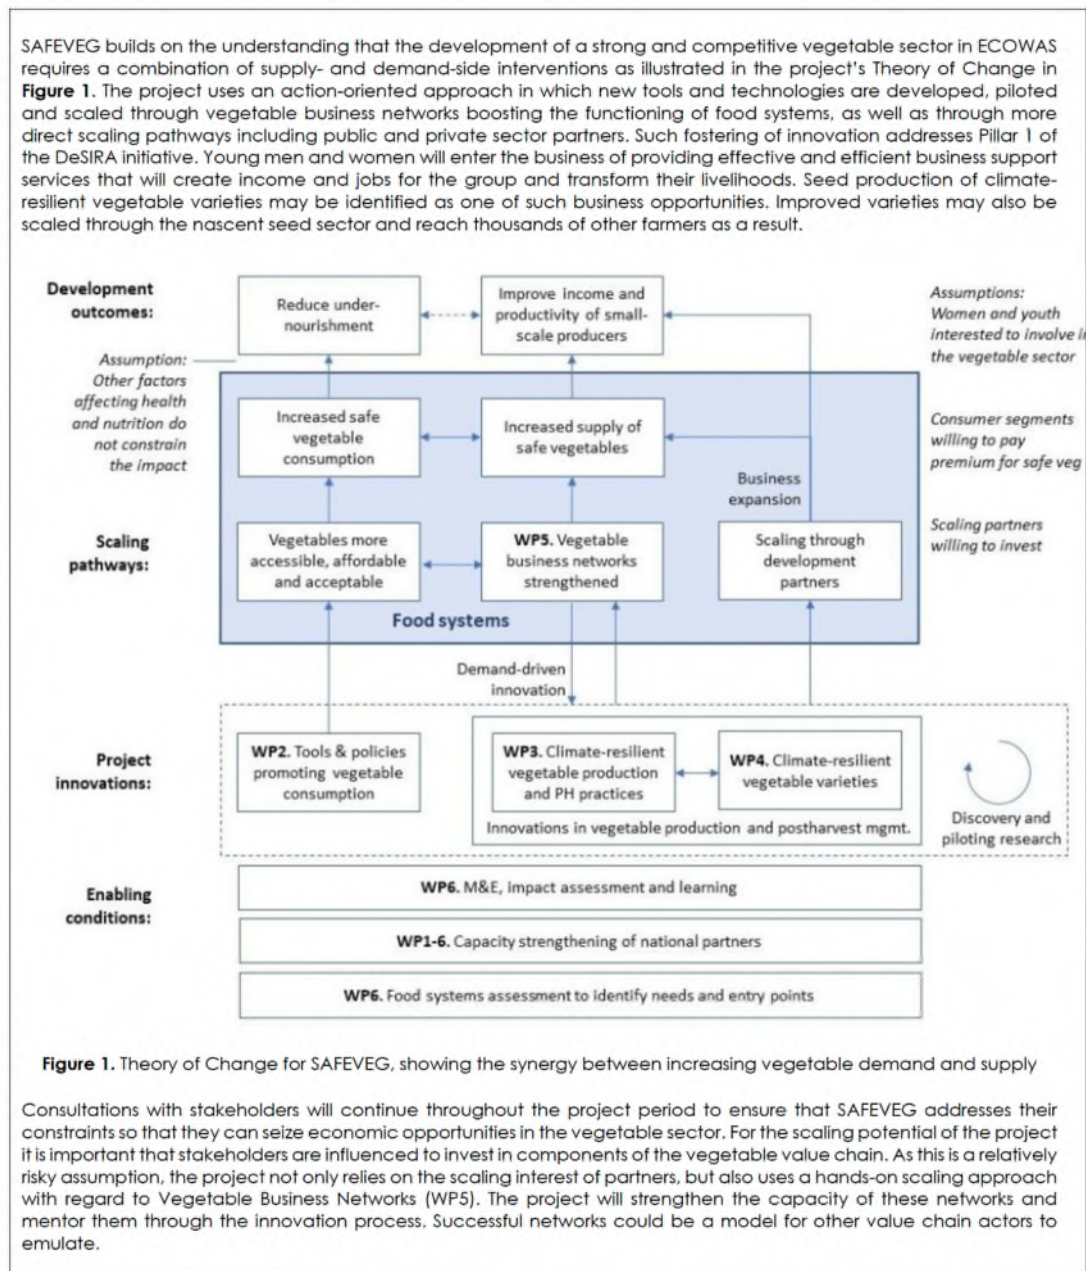 SAFEVEG builds on the understanding that the development of a strong and competitive vegetable sector in ECOWAS
requires a combination of supply- and demand-side interventions as illustrated in the project's Theory of Change in
Figure 1. The project uses an action-oriented approach in which new tools and technologies are developed, piloted
and scaled through vegetable business networks boosting the functioning of food systems, as well as through more
direct scaling pathways including public and private sector partners. Such fostering of innovation addresses Pillar 1 of
the DeSIRA initiative. Young men and women will enter the business of providing effective and efficient business support
services that will create income and jobs for the group and transform their livelihoods. Seed production of climate-
resilient vegetable varieties may be identified as one of such business opportunities. Improved varieties may also be
scaled through the nascent seed sector and reach thousands of other farmers as a result.
Development
outcomes:
Reduce under-
nourishment
Improve income and
productivity of small-
scale producers
Assumptions:
Women and youth
interested to involve in
the vegetable sector
Assumption:
Other factors
affecting health
and nutrition do
not constrain
the impact
Increased safe
vegetable
consumption
Increased supply of
safe vegetables
Business
expansion
Consumer segments
willing to pay
premium for safe veg
Scaling
pathways:
Vegetables more
accessible, affordable
and acceptable
WP5. Vegetable
business networks
strengthened
Scaling through
development
partners
Scaling partners
willing to invest
Food systems
Demand-driven
innovation
Project
innovations:
WP2. Tools & policies
promoting vegetable
consumption
WP3. Climate-resilient
vegetable production
and PH practices
WP4. Climate-resilient
vegetable varieties
Innovations in vegetable production and postharvest mgmt.
Discovery and
piloting research
Enabling
conditions:
WP6. M&E, impact assessment and learning
WP1-6. Capacity strengthening of national partners
WP6. Food systems assessment to identify needs and entry points
Figure 1. Theory of Change for SAFEVEG, showing the synergy between increasing vegetable demand and supply
Consultations with stakeholders will continue throughout the project period to ensure that SAFEVEG addresses their
constraints so that they can seize economic opportunities in the vegetable sector. For the scaling potential of the project
it is important that stakeholders are influenced to invest in components of the vegetable value chain. As this is a relatively
risky assumption, the project not only relies on the scaling interest of partners, but also uses a hands-on scaling approach
with regard to Vegetable Business Networks (WP5). The project will strengthen the capacity of these networks and
mentor them through the innovation process. Successful networks could be a model for other value chain actors to
emulate.